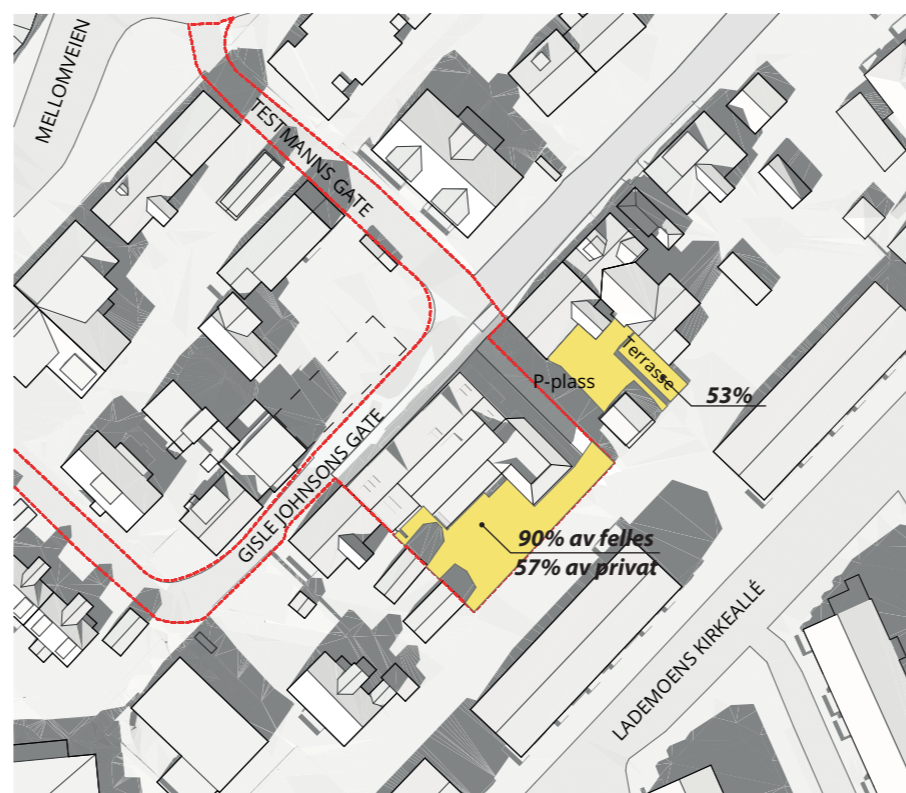 MELLOMVEIEN
TESTMANNS GATE
Terrasse
P-plass
53%
GISLE JOHNSONS GATE
90% av felles
57% av privat
LADEMOENS KIRKEALLÉ